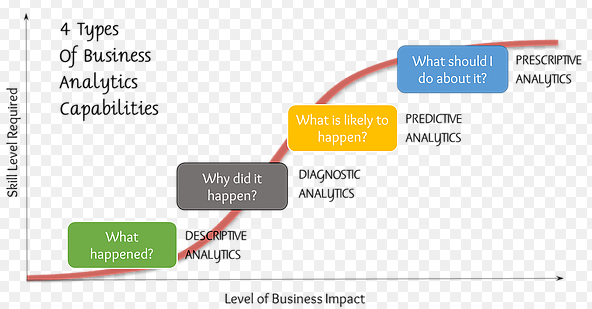 4 Types
Of Business
Analytics
Capabilities
What should I
do about it?
PRESCRIPTIVE
ANALYTICS
What is likely to
happen?
PREDICTIVE
ANALYTICS
Why did it
happen?
DIAGNOSTIC
ANALYTICS
What
happened?
DESCRIPTIVE
ANALYTICS
Skill Level Required
Level of Business Impact